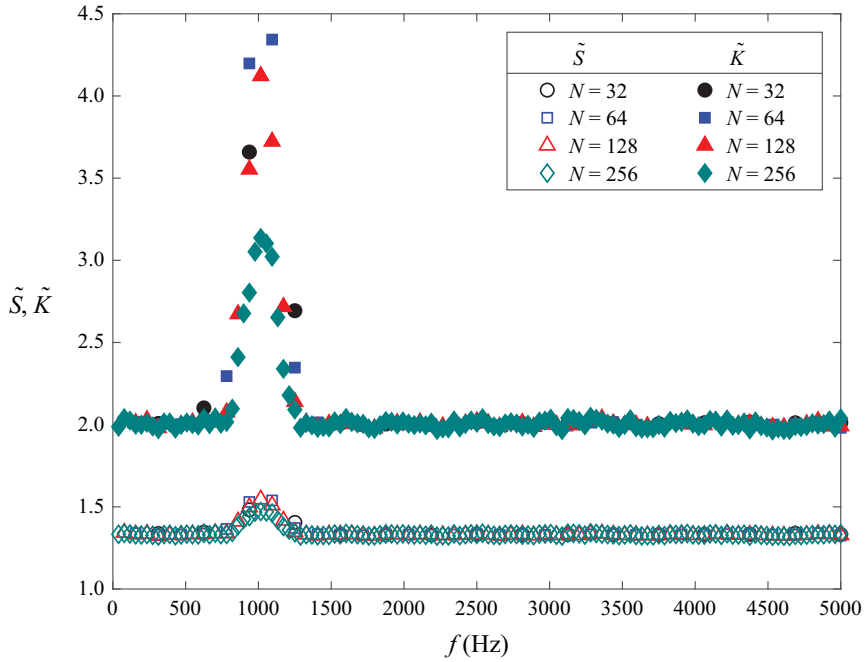 4.5
4.0
3.5
3.0
2.5
2.0
1.5
1.0
S̃, K̃
0 500 1000 1500 2000 2500 3000 3500 4000 4500 5000
f (Hz)
S̃ K̃
N = 32 N = 32
N = 64 N = 64
N = 128 N = 128
N = 256 N = 256